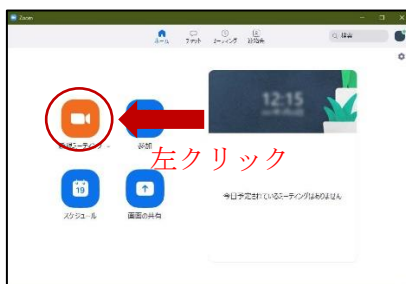 Zoom
ホーム
チャット
ミーティング
連絡先
検索
12:15
新規ミーティング
参加
左クリック
19
スケジュール
画面の共有
今日予定されているミーティングはありません